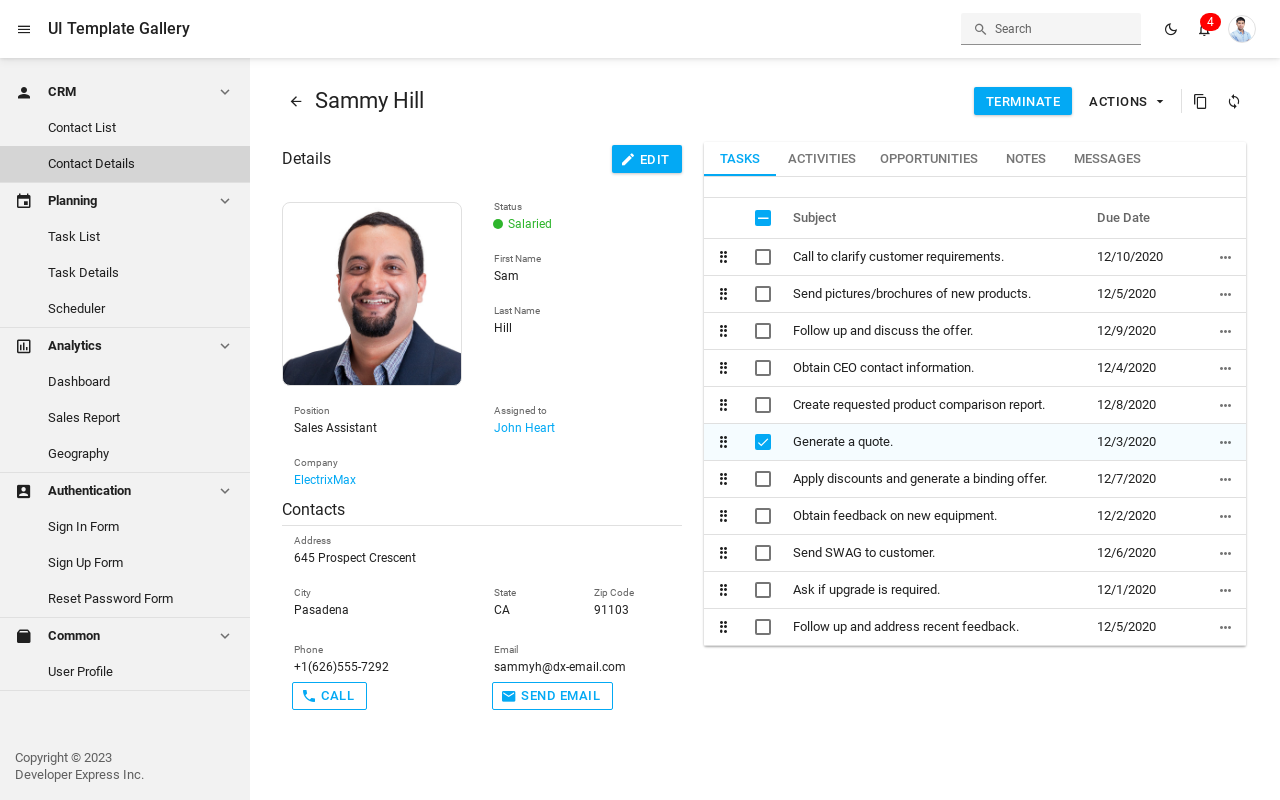 UI Template Gallery
Search
4
CRM
Contact List
Contact Details
Planning
Task List
Task Details
Scheduler
Analytics
Dashboard
Sales Report
Geography
Authentication
Sign In Form
Sign Up Form
Reset Password Form
Common
User Profile
Copyright © 2023
Developer Express Inc.
Sammy Hill
TERMINATE
ACTIONS
Details
EDIT
Status
Salaried
First Name
Sam
Last Name
Hill
Position
Assigned to
Sales Assistant
John Heart
Company
ElectrixMax
Contacts
Address
645 Prospect Crescent
City State Zip Code
Pasadena CA 91103
Phone Email
+1(626)555-7292 sammyh@dx-email.com
CALL SEND EMAIL
TASKS ACTIVITIES OPPORTUNITIES NOTES MESSAGES
Subject Due Date
Call to clarify customer requirements. 12/10/2020
Send pictures/brochures of new products. 12/5/2020
Follow up and discuss the offer. 12/9/2020
Obtain CEO contact information. 12/4/2020
Create requested product comparison report. 12/8/2020
Generate a quote. 12/3/2020
Apply discounts and generate a binding offer. 12/7/2020
Obtain feedback on new equipment. 12/2/2020
Send SWAG to customer. 12/6/2020
Ask if upgrade is required. 12/1/2020
Follow up and address recent feedback. 12/5/2020